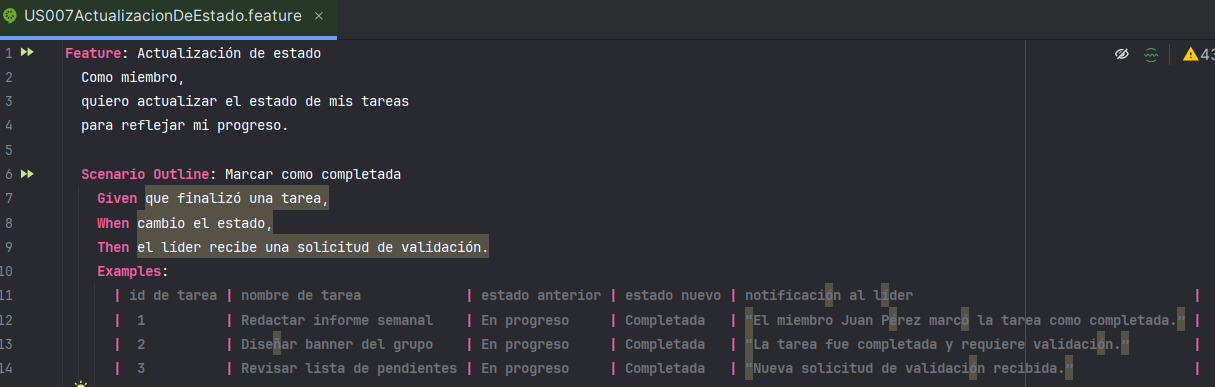 US007ActualizacionDeEstado.feature ×
43
1 Feature: Actualización de estado
2 Como miembro,
3 quiero actualizar el estado de mis tareas
4 para reflejar mi progreso.
5
6 Scenario Outline: Marcar como completada
7 Given que finalizó una tarea,
8 When cambio el estado,
9 Then el líder recibe una solicitud de validación.
10 Examples:
11 | id de tarea | nombre de tarea | estado anterior | estado nuevo | notificación al líder |
12 | 1 | Redactar informe semanal | En progreso | Completada | “El miembro Juan Pérez marcó la tarea como completada.” |
13 | 2 | Diseñar banner del grupo | En progreso | Completada | “La tarea fue completada y requiere validación.” |
14 | 3 | Revisar lista de pendientes | En progreso | Completada | “Nueva solicitud de validación recibida.” |